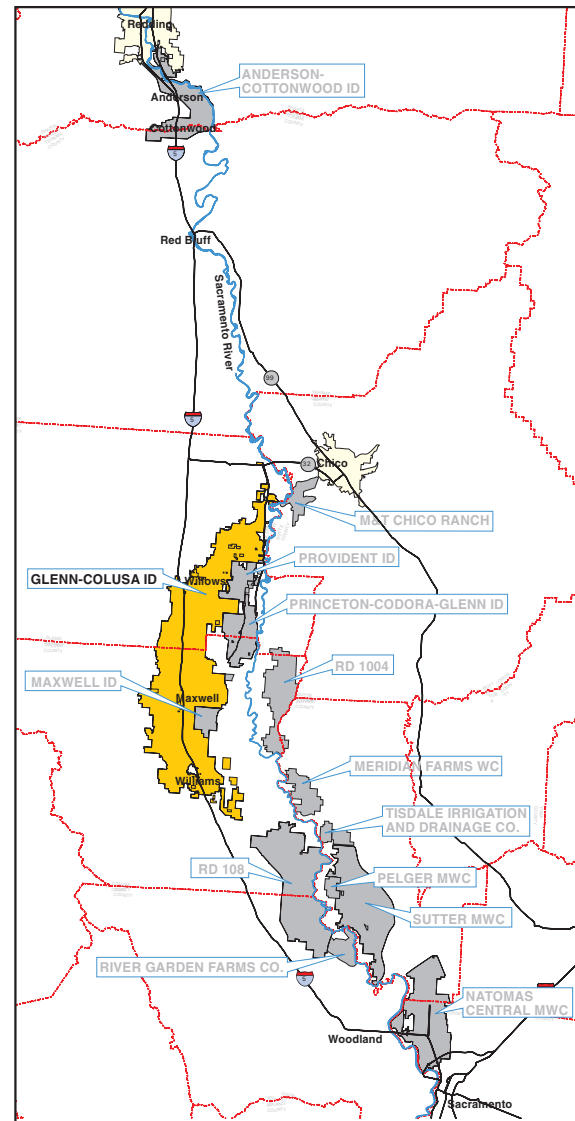 Redding
ANDERSON-
COTTONWOOD ID
Anderson
Cottonwood
5
Red Bluff
Sacramento River
99
5
32
Chico
M&T CHICO RANCH
PROVIDENT ID
GLENN-COLUSA ID
Willows
PRINCETON-CODORA-GLENN ID
RD 1004
MAXWELL ID
Maxwell
MERIDIAN FARMS WC
Williams
TISDALE IRRIGATION
AND DRAINAGE CO.
RD 108
PELGER MWC
SUTTER MWC
RIVER GARDEN FARMS CO.
5
NATOMAS
CENTRAL MWC
Woodland
Sacramento